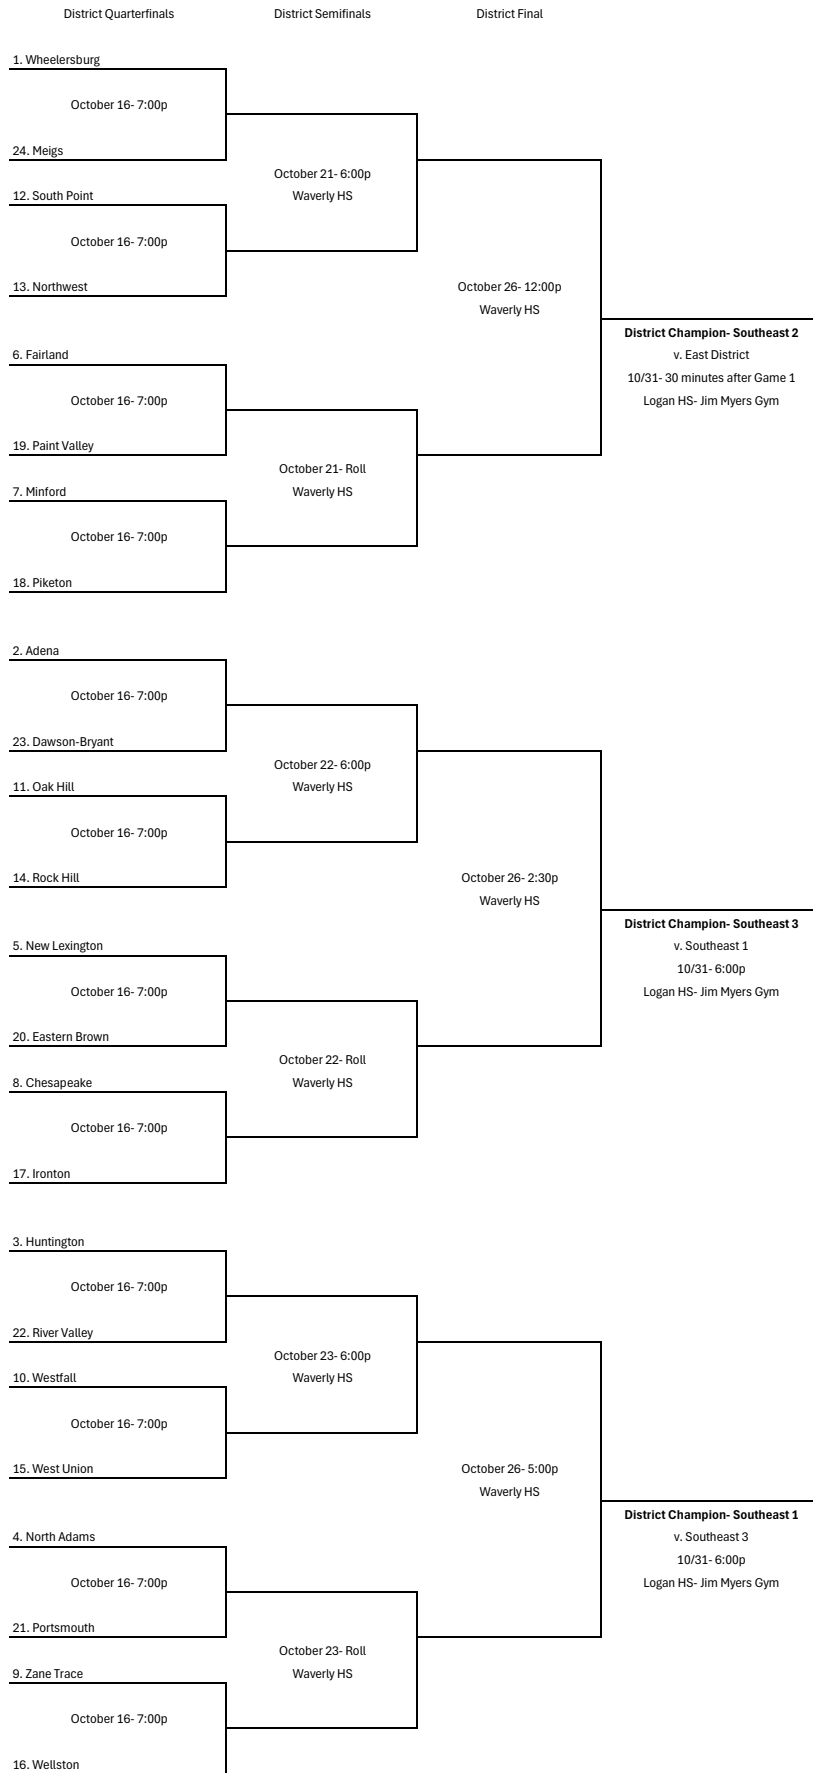 District Quarterfinals
District Semifinals
District Final
1. Wheelersburg
October 16- 7:00p
24. Meigs
October 21- 6:00p
Waverly HS
12. South Point
October 16- 7:00p
13. Northwest
October 26- 12:00p
Waverly HS
District Champion- Southeast 2
v. East District
10/31- 30 minutes after Game 1
Logan HS- Jim Myers Gym
6. Fairland
October 16- 7:00p
19. Paint Valley
October 21- Roll
Waverly HS
7. Minford
October 16- 7:00p
18. Piketon
2. Adena
October 16- 7:00p
23. Dawson-Bryant
October 22- 6:00p
Waverly HS
11. Oak Hill
October 16- 7:00p
14. Rock Hill
October 26- 2:30p
Waverly HS
District Champion- Southeast 3
v. Southeast 1
10/31- 6:00p
Logan HS- Jim Myers Gym
5. New Lexington
October 16- 7:00p
20. Eastern Brown
October 22- Roll
Waverly HS
8. Chesapeake
October 16- 7:00p
17. Ironton
3. Huntington
October 16- 7:00p
22. River Valley
October 23- 6:00p
Waverly HS
10. Westfall
October 16- 7:00p
15. West Union
October 26- 5:00p
Waverly HS
District Champion- Southeast 1
v. Southeast 3
10/31- 6:00p
Logan HS- Jim Myers Gym
4. North Adams
October 16- 7:00p
21. Portsmouth
October 23- Roll
Waverly HS
9. Zane Trace
October 16- 7:00p
16. Wellston